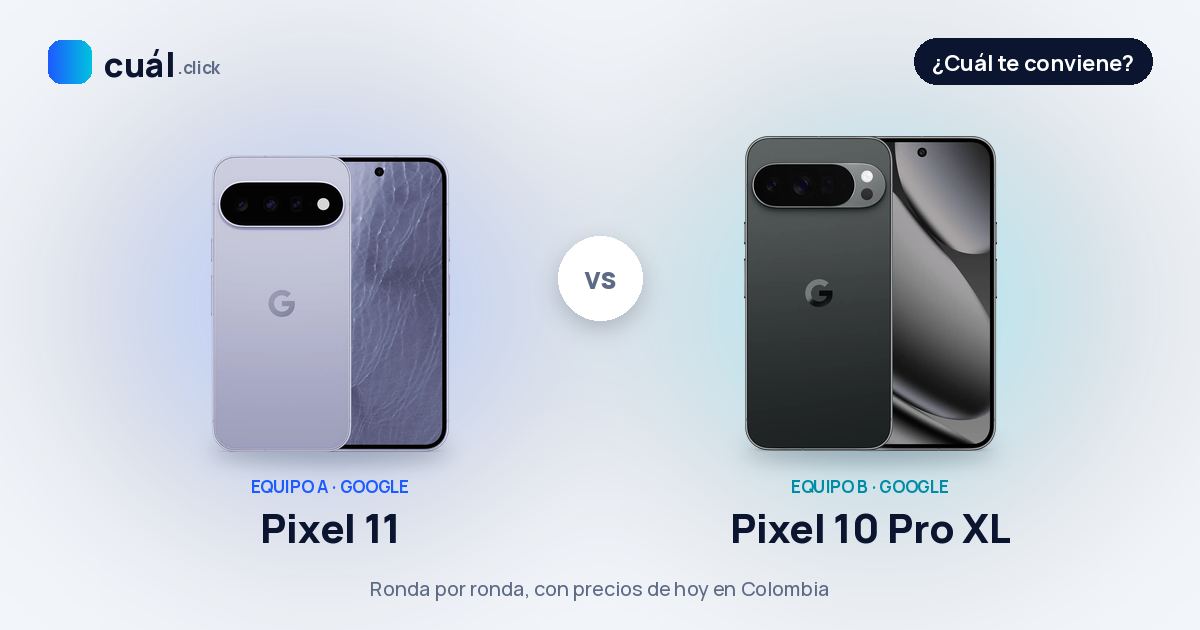 cuál.click
¿Cuál te conviene?
VS
EQUIPO A · GOOGLE
Pixel 11
EQUIPO B · GOOGLE
Pixel 10 Pro XL
Ronda por ronda, con precios de hoy en Colombia